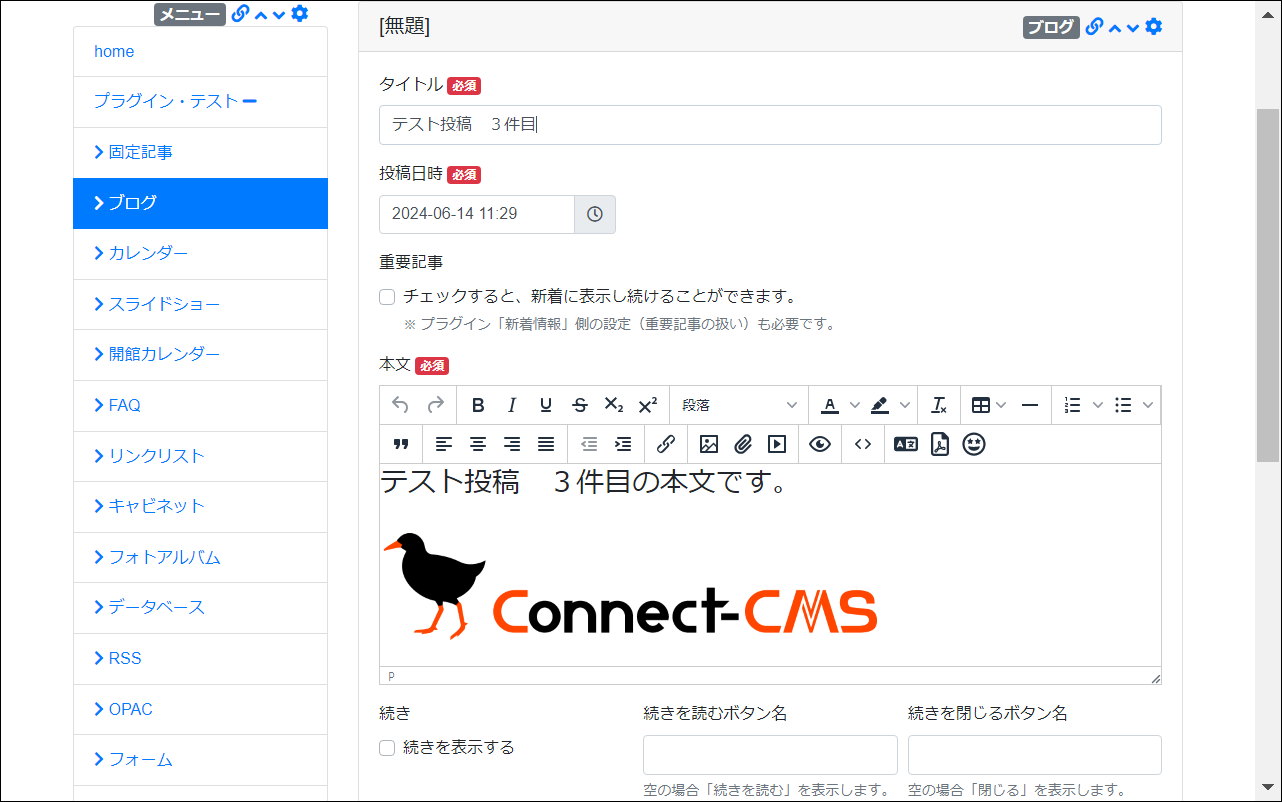 メニュー
home
プラグイン・テスト
固定記事
ブログ
カレンダー
スライドショー
開館カレンダー
FAQ
リンクリスト
キャビネット
フォトアルバム
データベース
RSS
OPAC
フォーム
[無題]
ブログ
タイトル 必須
テスト投稿　３件目
投稿日時 必須
2024-06-14 11:29
重要記事
チェックすると、新着に表示し続けることができます。
※ プラグイン「新着情報」側の設定（重要記事の扱い）も必要です。
本文 必須
段落
テスト投稿　３件目の本文です。
Connect-CMS
P
続き
続きを表示する
続きを読むボタン名
空の場合「続きを読む」を表示します。
続きを閉じるボタン名
空の場合「閉じる」を表示します。